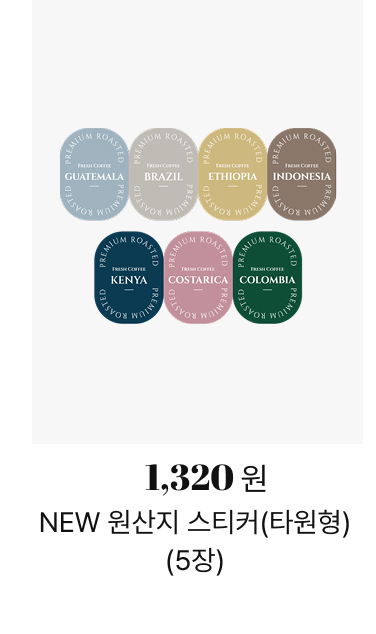 PREMIUM ROASTED
FRESH COFFEE
GUATEMALA
PREMIUM ROASTED
PREMIUM ROASTED
FRESH COFFEE
BRAZIL
PREMIUM ROASTED
PREMIUM ROASTED
FRESH COFFEE
ETHIOPIA
PREMIUM ROASTED
PREMIUM ROASTED
FRESH COFFEE
INDONESIA
PREMIUM ROASTED
PREMIUM ROASTED
FRESH COFFEE
KENYA
PREMIUM ROASTED
PREMIUM ROASTED
FRESH COFFEE
COSTARICA
PREMIUM ROASTED
PREMIUM ROASTED
FRESH COFFEE
COLOMBIA
PREMIUM ROASTED
1,320 원
NEW 원산지 스티커(타원형)
(5장)